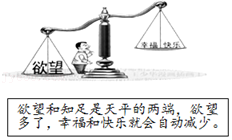 幸福 快乐
欲望
欲望和知足是天平的两端，欲望
多了，幸福和快乐就会自动减少。